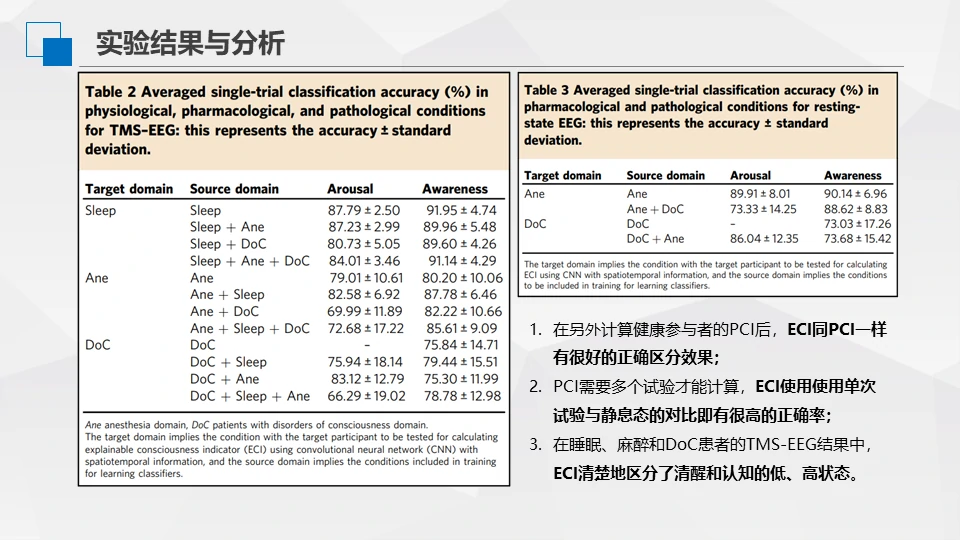 实验结果与分析
Table 2 Averaged single-trial classification accuracy (%) in
physiological, pharmacological, and pathological conditions
for TMS–EEG: this represents the accuracy ± standard
deviation.
Target domain Source domain Arousal Awareness
Sleep Sleep 87.79 ± 2.50 91.95 ± 4.74
Sleep + Ane 87.23 ± 2.99 89.96 ± 5.48
Sleep + DoC 80.73 ± 5.05 89.60 ± 4.26
Sleep + Ane + DoC 84.01 ± 3.46 91.14 ± 4.29
Ane Ane 79.01 ± 10.61 80.20 ± 10.06
Ane + Sleep 82.58 ± 6.92 87.78 ± 6.46
Ane + DoC 69.99 ± 11.89 82.22 ± 10.66
Ane + Sleep + DoC 72.68 ± 17.22 85.61 ± 9.09
DoC DoC – 75.84 ± 14.71
DoC + Sleep 75.94 ± 18.14 79.44 ± 15.51
DoC + Ane 83.12 ± 12.79 75.30 ± 11.99
DoC + Sleep + Ane 66.29 ± 19.02 78.78 ± 12.98
Ane anesthesia domain, DoC patients with disorders of consciousness domain.
The target domain implies the condition with the target participant to be tested for calculating
explainable consciousness indicator (ECI) using convolutional neural network (CNN) with
spatiotemporal information, and the source domain implies the conditions included in training
for learning classifiers.
Table 3 Averaged single-trial classification accuracy (%) in
pharmacological and pathological conditions for resting-
state EEG: this represents the accuracy ± standard
deviation.
Target domain Source domain Arousal Awareness
Ane Ane 89.91 ± 8.01 90.14 ± 6.96
Ane + DoC 73.33 ± 14.25 88.62 ± 8.83
DoC DoC – 73.03 ± 17.26
DoC + Ane 86.04 ± 12.35 73.68 ± 15.42
The target domain implies the condition with the target participant to be tested for calculating
ECI using CNN with spatiotemporal information, and the source domain implies the conditions
to be included in training for learning classifiers.
1. 在另外计算健康参与者的PCI后，ECI同PCI一样
有很好的正确区分效果；
2. PCI需要多个试验才能计算，ECI使用使用单次
试验与静息态的对比即有很高的正确率；
3. 在睡眠、麻醉和DoC患者的TMS-EEG结果中，
ECI清楚地区分了清醒和认知的低、高状态。